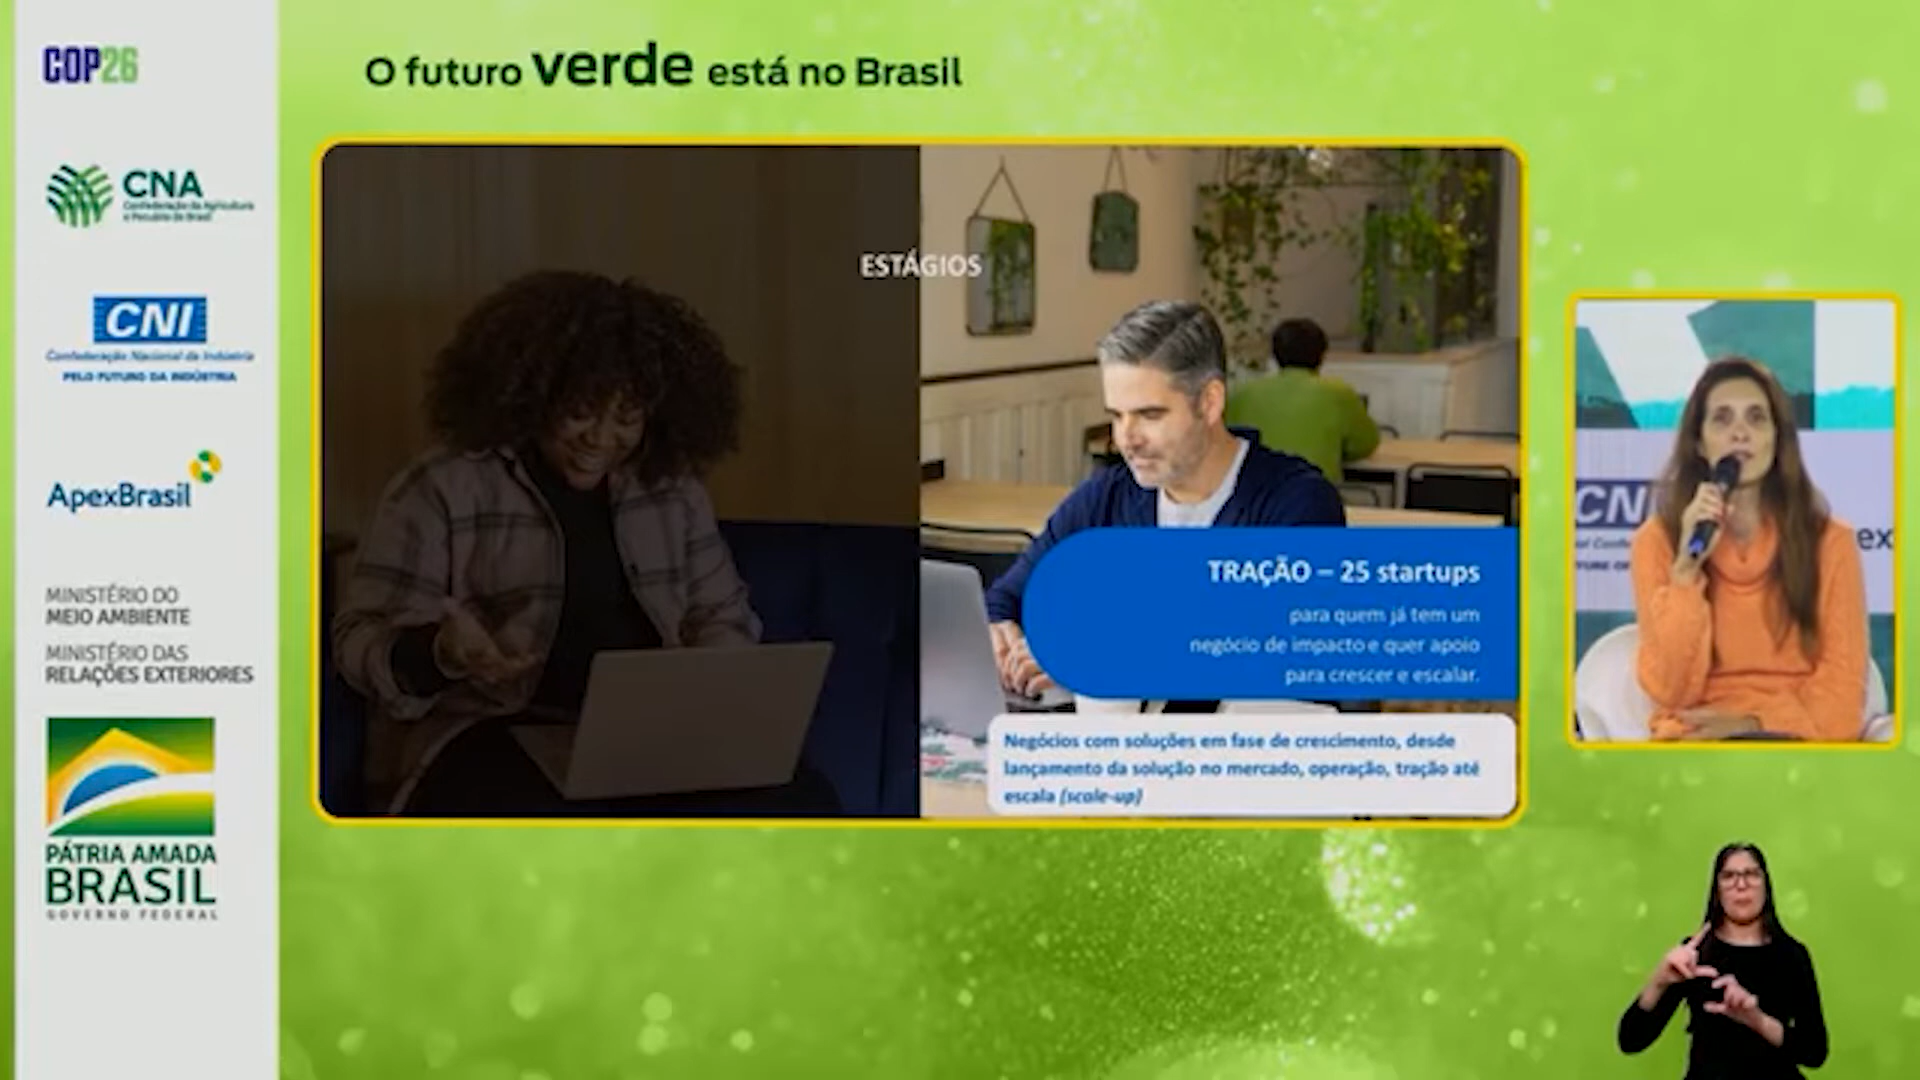 COP26
O futuro verde está no Brasil
CNA
Confederação da Agricultura
e Pecuária do Brasil
CNI
Confederação Nacional da Indústria
PELO FUTURO DA INDÚSTRIA
ApexBrasil
MINISTÉRIO DO
MEIO AMBIENTE
MINISTÉRIO DAS
RELAÇÕES EXTERIORES
PÁTRIA AMADA
BRASIL
GOVERNO FEDERAL
ESTÁGIOS
TRAÇÃO – 25 startups
para quem já tem um
negócio de impacto e quer apoio
para crescer e escalar.
Negócios com soluções em fase de crescimento, desde
lançamento da solução no mercado, operação, tração até
escala (scale-up)
CNI
ex